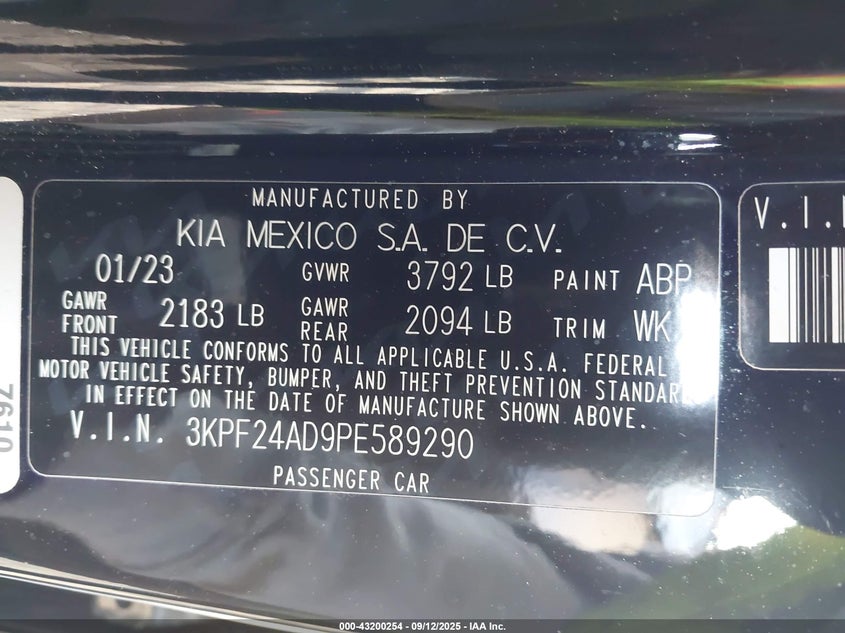 MANUFACTURED BY
KIA MEXICO S.A. DE C.V.
01/23 GVWR 3792 LB PAINT ABP
GAWR FRONT 2183 LB GAWR REAR 2094 LB TRIM WK
THIS VEHICLE CONFORMS TO ALL APPLICABLE U.S.A. FEDERAL
MOTOR VEHICLE SAFETY, BUMPER, AND THEFT PREVENTION STANDARDS
IN EFFECT ON THE DATE OF MANUFACTURE SHOWN ABOVE.
V.I.N. 3KPF24AD9PE589290
PASSENGER CAR
V.I.
7610
000-43200254 - 09/12/2025 - IAA Inc.